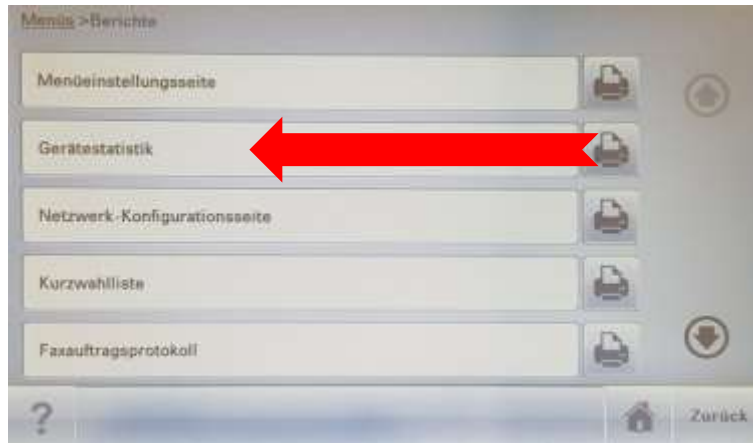 Menüs >Berichte
Menüeinstellungsseite
Gerätestatistik
Netzwerk-Konfigurationsseite
Kurzwahlliste
Faxauftragsprotokoll
?
Zurück